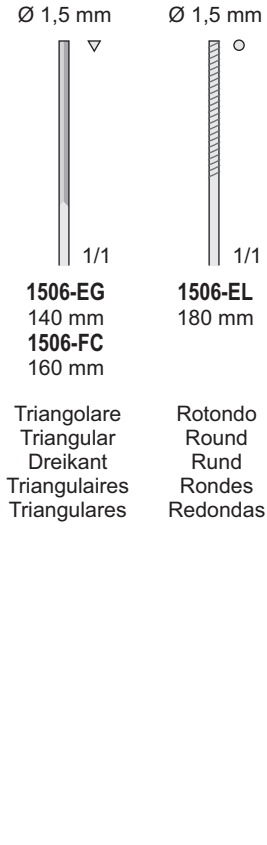 Ø 1,5 mm
1/1
1506-EG
140 mm
1506-FC
160 mm
Triangolare
Triangular
Dreikant
Triangulaires
Triangulares
Ø 1,5 mm
1/1
1506-EL
180 mm
Rotondo
Round
Rund
Rondes
Redondas